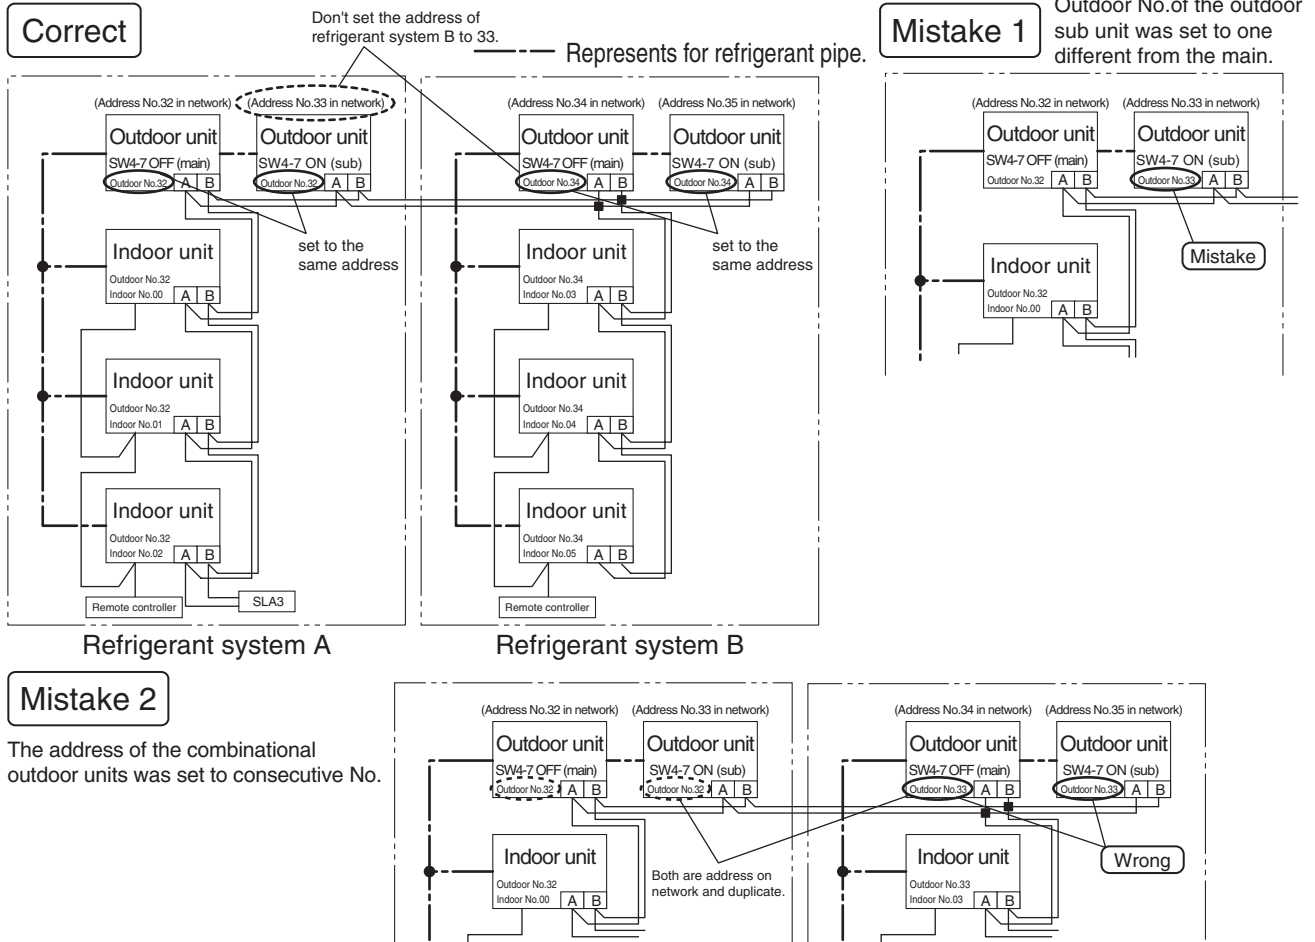 Correct
Don't set the address of
refrigerant system B to 33.
Represents for refrigerant pipe.
(Address No.32 in network)
(Address No.33 in network)
Outdoor unit
SW4-7 OFF (main)
Outdoor No.32
A B
Outdoor unit
SW4-7 ON (sub)
Outdoor No.32
A B
set to the
same address
Indoor unit
Outdoor No.32
Indoor No.00
A B
Indoor unit
Outdoor No.32
Indoor No.01
A B
Indoor unit
Outdoor No.32
Indoor No.02
A B
Remote controller
SLA3
Refrigerant system A
(Address No.34 in network)
(Address No.35 in network)
Outdoor unit
SW4-7 OFF (main)
Outdoor No.34
A B
Outdoor unit
SW4-7 ON (sub)
Outdoor No.34
A B
set to the
same address
Indoor unit
Outdoor No.34
Indoor No.03
A B
Indoor unit
Outdoor No.34
Indoor No.04
A B
Indoor unit
Outdoor No.34
Indoor No.05
A B
Remote controller
Refrigerant system B
Mistake 1
Outdoor No.of the outdoor
sub unit was set to one
different from the main.
(Address No.32 in network)
(Address No.33 in network)
Outdoor unit
SW4-7 OFF (main)
Outdoor No.32
A B
Outdoor unit
SW4-7 ON (sub)
Outdoor No.33
A B
Mistake
Indoor unit
Outdoor No.32
Indoor No.00
A B
Mistake 2
The address of the combinational
outdoor units was set to consecutive No.
(Address No.32 in network)
(Address No.33 in network)
Outdoor unit
SW4-7 OFF (main)
Outdoor No.32
A B
Outdoor unit
SW4-7 ON (sub)
Outdoor No.32
A B
Indoor unit
Outdoor No.32
Indoor No.00
A B
Both are address on
network and duplicate.
(Address No.34 in network)
(Address No.35 in network)
Outdoor unit
SW4-7 OFF (main)
Outdoor No.33
A B
Outdoor unit
SW4-7 ON (sub)
Outdoor No.33
A B
Wrong
Indoor unit
Outdoor No.33
Indoor No.03
A B